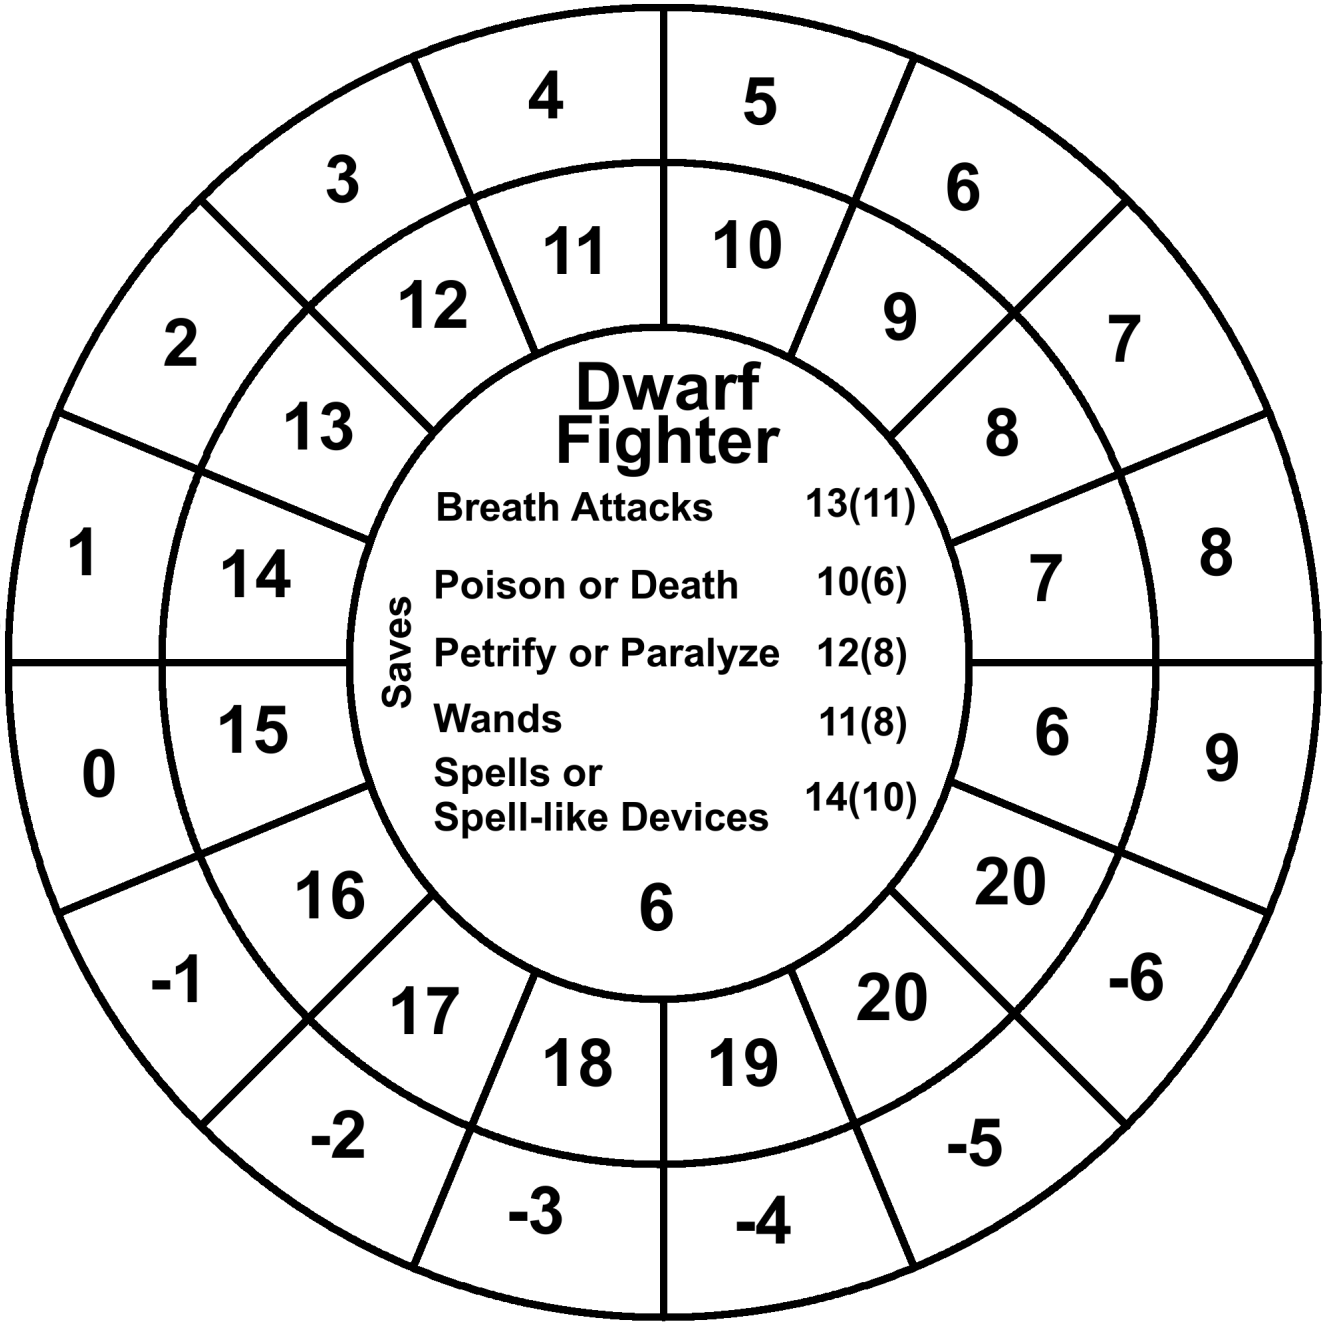 4 5
3 6
11 10
12 9
2 7
13 8
Dwarf
Fighter
Breath Attacks 13(11)
1 14 7 8
Poison or Death 10(6)
Saves
Petrify or Paralyze 12(8)
Wands 11(8)
0 15 6 9
Spells or
Spell-like Devices 14(10)
16 20
6
-1 -6
17 20
18 19
-2 -5
-3 -4